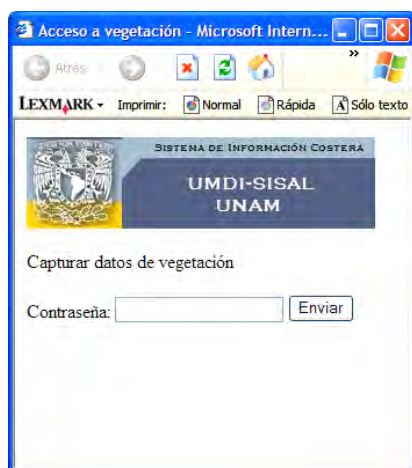 Acceso a vegetación - Microsoft Intern...
Atrás
»
LEXMARK Imprimir: Normal Rápida Sólo texto
SISTEMA DE INFORMACIÓN COSTERA
UMDI-SISAL
UNAM
Capturar datos de vegetación
Contraseña: Enviar